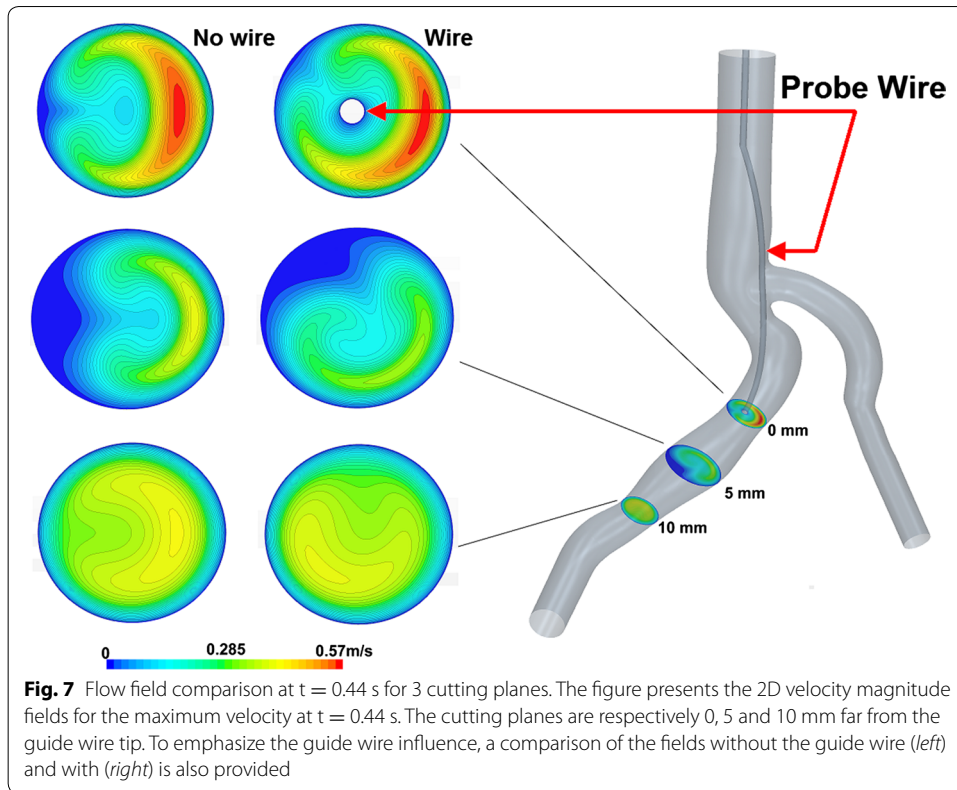 No wire
Wire
Probe Wire
0 mm
5 mm
10 mm
0
0.285
0.57m/s
Fig. 7 Flow field comparison at t = 0.44 s for 3 cutting planes. The figure presents the 2D velocity magnitude
fields for the maximum velocity at t = 0.44 s. The cutting planes are respectively 0, 5 and 10 mm far from the
guide wire tip. To emphasize the guide wire influence, a comparison of the fields without the guide wire (left)
and with (right) is also provided